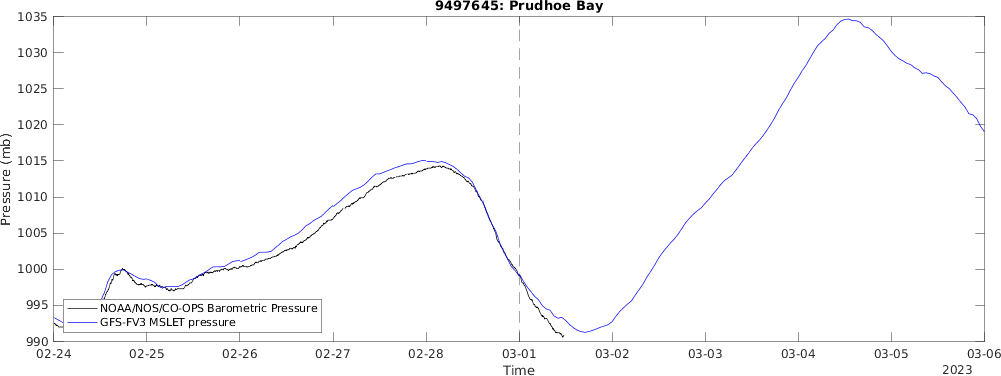 9497645: Prudhoe Bay
1035
1030
1025
1020
1015
1010
1005
1000
995
990
Pressure (mb)
NOAA/NOS/CO-OPS Barometric Pressure
GFS-FV3 MSLET pressure
02-24 02-25 02-26 02-27 02-28 03-01 03-02 03-03 03-04 03-05 03-06
Time
2023